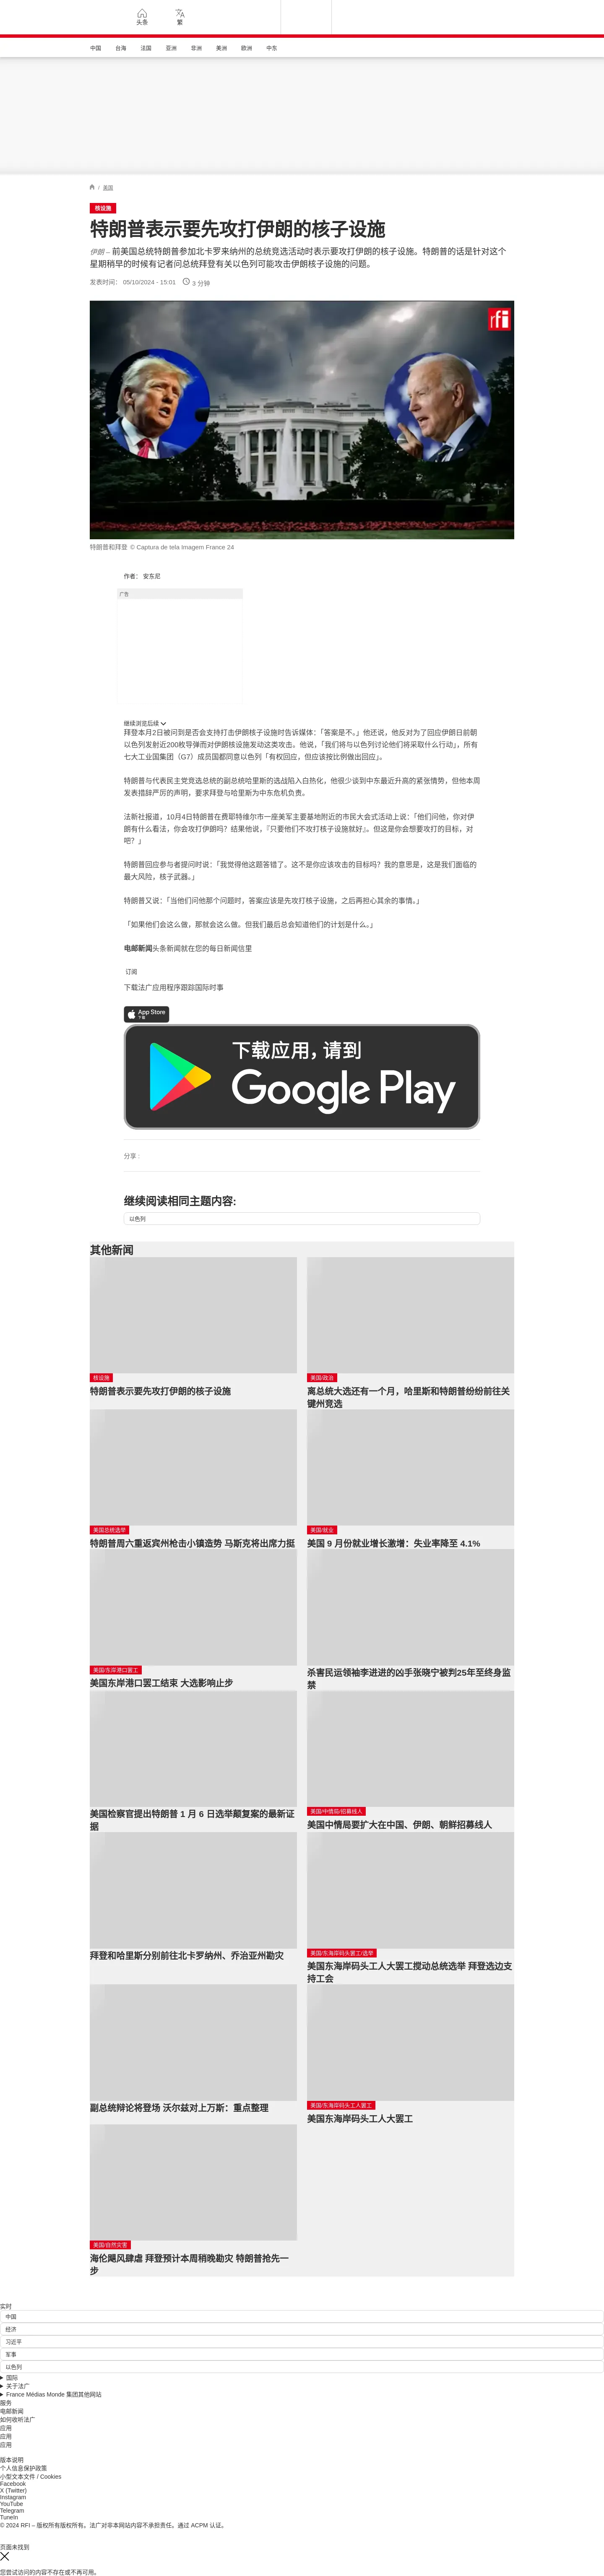 头条
繁
中国
台海
法国
亚洲
非洲
美洲
欧洲
中东
/ 美国
核设施
特朗普表示要先攻打伊朗的核子设施
伊朗 – 前美国总统特朗普参加北卡罗来纳州的总统竞选活动时表示要攻打伊朗的核子设施。特朗普的话是针对这个
星期稍早的时候有记者问总统拜登有关以色列可能攻击伊朗核子设施的问题。
发表时间： 05/10/2024 - 15:01 3 分钟
rfi
特朗普和拜登 © Captura de tela Imagem France 24
作者： 安东尼
广告
继续浏览后续
拜登本月2日被问到是否会支持打击伊朗核子设施时告诉媒体：「答案是不。」他还说，他反对为了回应伊朗日前朝
以色列发射近200枚导弹而对伊朗核设施发动这类攻击。他说，「我们将与以色列讨论他们将采取什么行动」，所有
七大工业国集团（G7）成员国都同意以色列「有权回应，但应该按比例做出回应」。
特朗普与代表民主党竞选总统的副总统哈里斯的选战陷入白热化，他很少谈到中东最近升高的紧张情势，但他本周
发表措辞严厉的声明，要求拜登与哈里斯为中东危机负责。
法新社报道，10月4日特朗普在费耶特维尔市一座美军主要基地附近的市民大会式活动上说：「他们问他，你对伊
朗有什么看法，你会攻打伊朗吗？结果他说，『只要他们不攻打核子设施就好』。但这是你会想要攻打的目标，对
吧？」
特朗普回应参与者提问时说：「我觉得他这题答错了。这不是你应该攻击的目标吗？我的意思是，这是我们面临的
最大风险，核子武器。」
特朗普又说：「当他们问他那个问题时，答案应该是先攻打核子设施，之后再担心其余的事情。」
「如果他们会这么做，那就会这么做。但我们最后总会知道他们的计划是什么。」
电邮新闻头条新闻就在您的每日新闻信里
订阅
下载法广应用程序跟踪国际时事
App Store
下载
下载应用，请到
Google Play
分享 :
继续阅读相同主题内容:
以色列
其他新闻
核设施
特朗普表示要先攻打伊朗的核子设施
美国/政治
离总统大选还有一个月，哈里斯和特朗普纷纷前往关
键州竞选
美国总统选举
特朗普周六重返宾州枪击小镇造势 马斯克将出席力挺
美国/就业
美国 9 月份就业增长激增：失业率降至 4.1%
美国/东岸港口罢工
美国东岸港口罢工结束 大选影响止步
杀害民运领袖李进进的凶手张晓宁被判25年至终身监
禁
美国检察官提出特朗普 1 月 6 日选举颠复案的最新证
据
美国/中情局/招募线人
美国中情局要扩大在中国、伊朗、朝鲜招募线人
拜登和哈里斯分别前往北卡罗纳州、乔治亚州勘灾
美国/东海岸码头罢工/选举
美国东海岸码头工人大罢工搅动总统选举 拜登选边支
持工会
副总统辩论将登场 沃尔兹对上万斯：重点整理
美国/东海岸码头工人罢工
美国东海岸码头工人大罢工
美国/自然灾害
海伦飓风肆虐 拜登预计本周稍晚勘灾 特朗普抢先一
步
实时
中国
经济
习近平
军事
以色列
国际
关于法广
France Médias Monde 集团其他网站
服务
电邮新闻
如何收听法广
应用
应用
应用
版本说明
个人信息保护政策
小型文本文件 / Cookies
Facebook
X (Twitter)
Instagram
YouTube
Telegram
TuneIn
© 2024 RFI – 版权所有版权所有。法广对非本网站内容不承担责任。通过 ACPM 认证。
页面未找到
您尝试访问的内容不存在或不再可用。